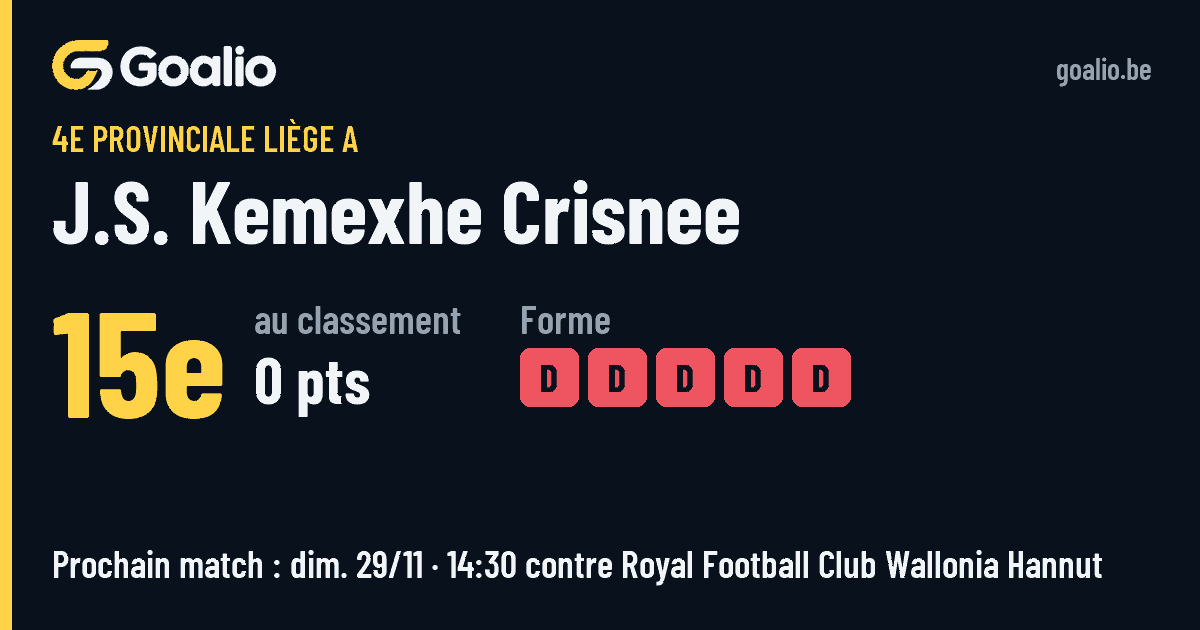 Goalio
goalio.be
4E PROVINCIALE LIÈGE A
J.S. Kemexhe Crisnee
15e
au classement
0 pts
Forme
D D D D D
Prochain match : dim. 29/11 · 14:30 contre Royal Football Club Wallonia Hannut